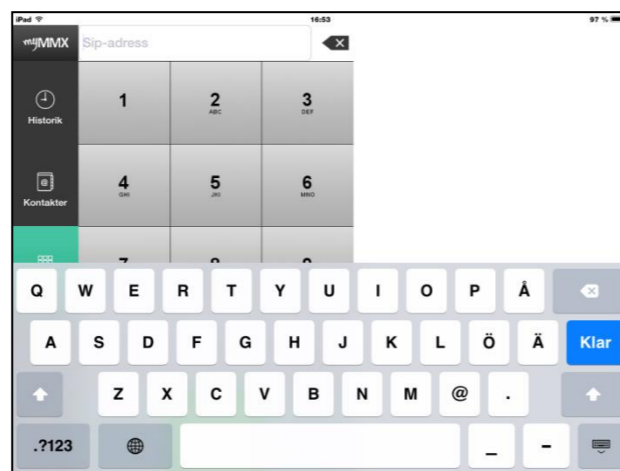 iPad 16:53 97 %
myMMX Sip-adress
Historik
1
2
ABC
3
DEF
Kontakter
4
GHI
5
JKL
6
MNO
Q W E R T Y U I O P Å
A S D F G H J K L Ö Ä Klar
Z X C V B N M @ .
.?123 _ -